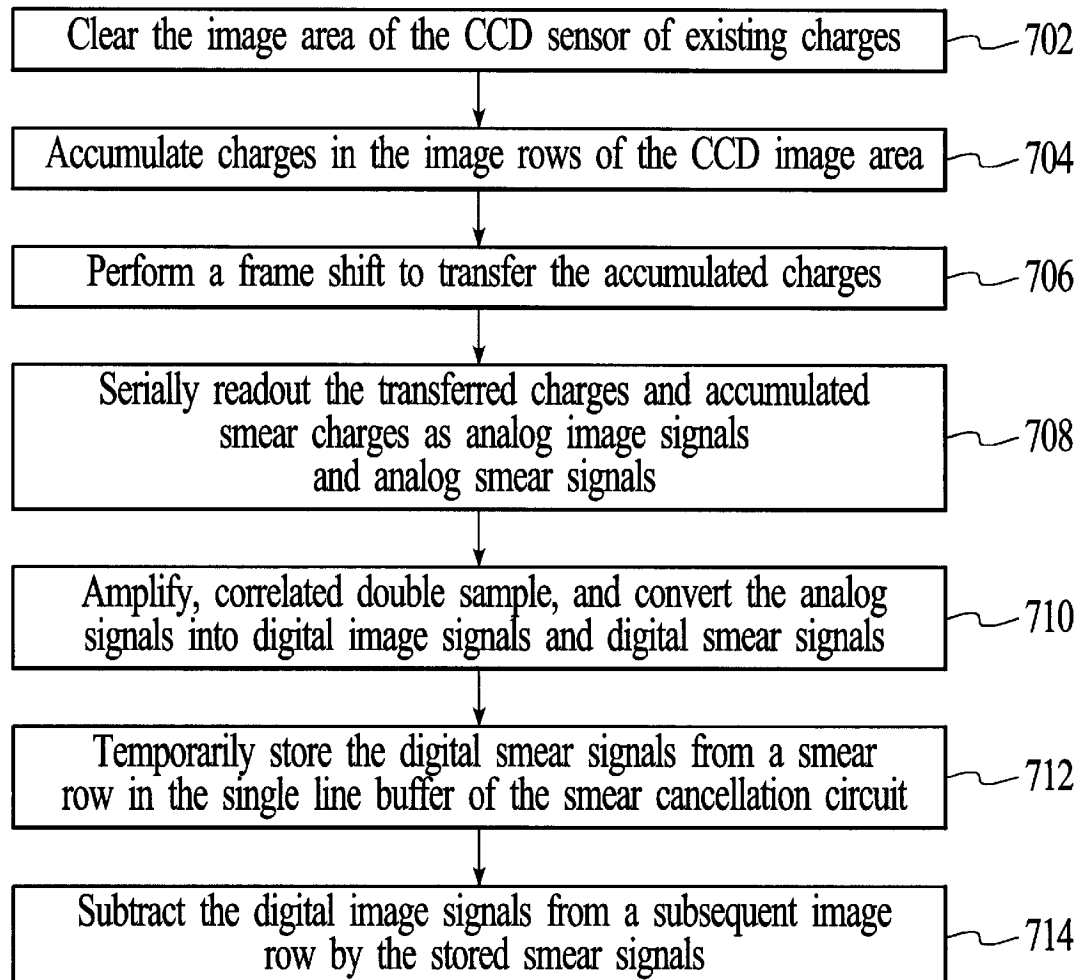 Clear the image area of the CCD sensor of existing charges
702
Accumulate charges in the image rows of the CCD image area
704
Perform a frame shift to transfer the accumulated charges
706
Serially readout the transferred charges and accumulated
smear charges as analog image signals
and analog smear signals
708
Amplify, correlated double sample, and convert the analog
signals into digital image signals and digital smear signals
710
Temporarily store the digital smear signals from a smear
row in the single line buffer of the smear cancellation circuit
712
Subtract the digital image signals from a subsequent image
row by the stored smear signals
714